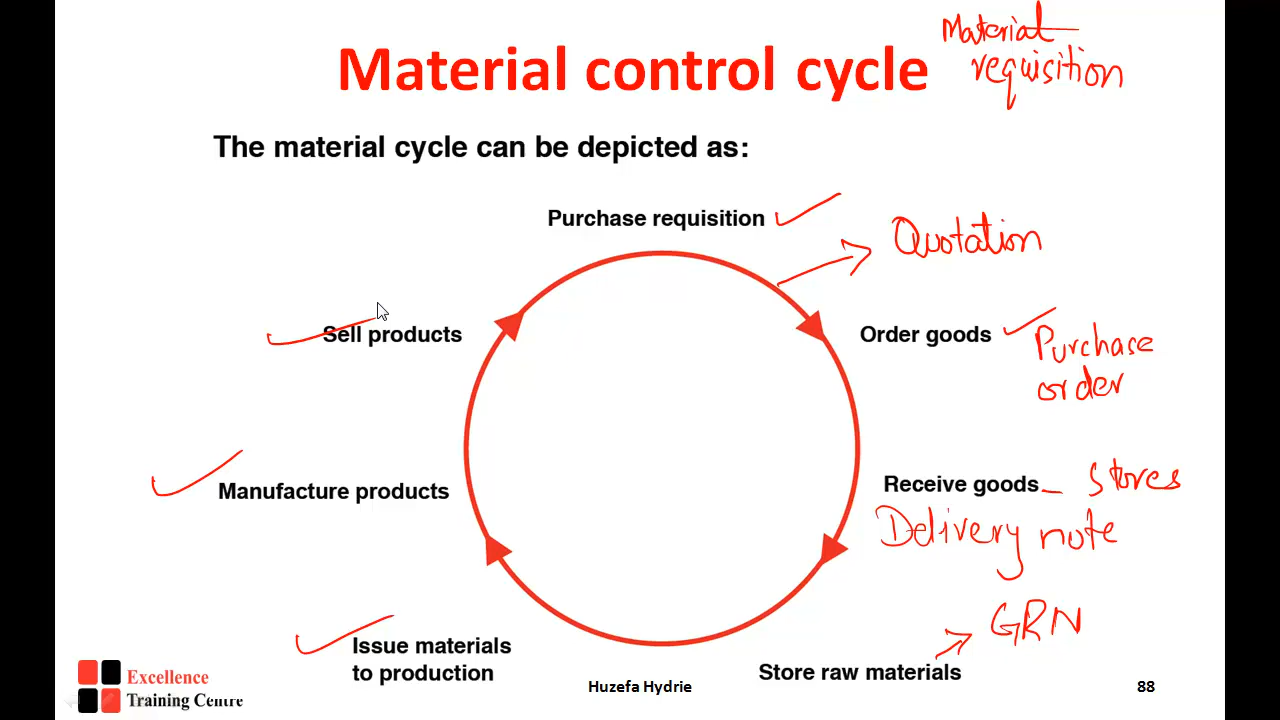 Material
requisition
Material control cycle
The material cycle can be depicted as:
Purchase requisition
Quotation
Sell products
Order goods
Purchase
order
Manufacture products
Receive goods
Stores
Delivery note
GRN
Issue materials
to production
Store raw materials
Excellence
Training Centre
Huzefa Hydrie
88